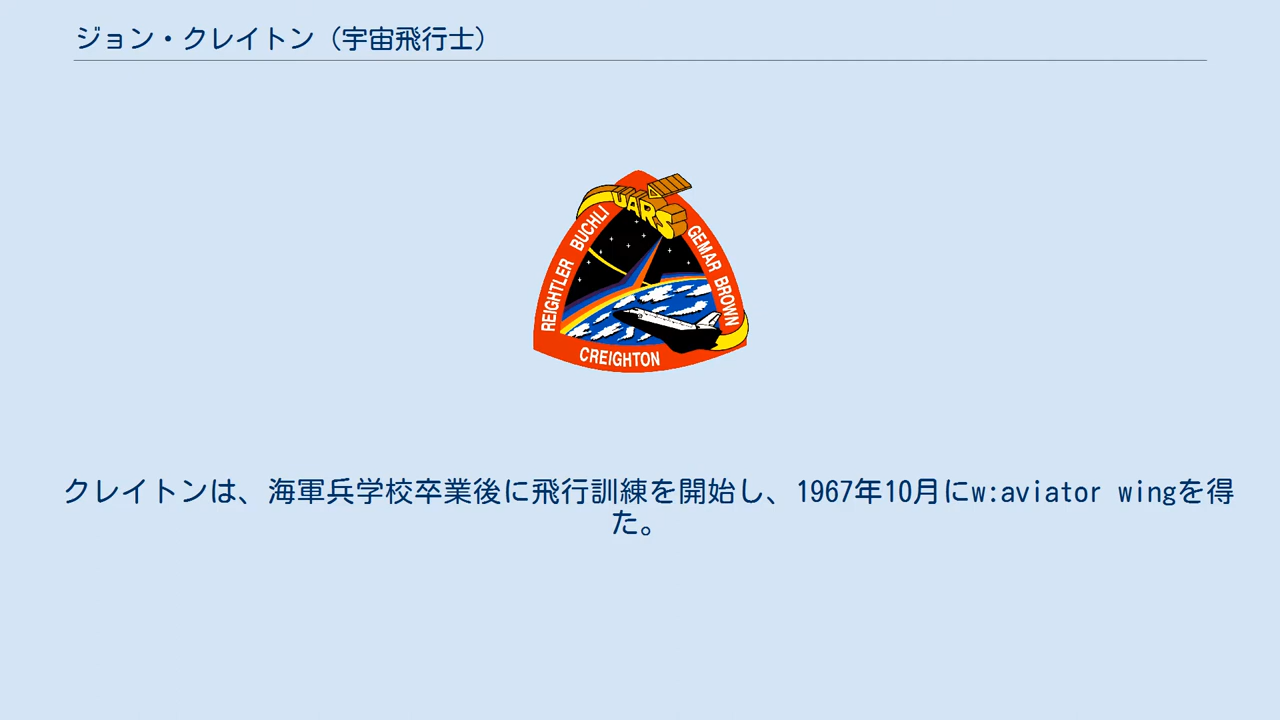 ジョン・クレイトン（宇宙飛行士）
UARS
REIGHTLER BUCHLI
GEMAR BROWN
CREIGHTON
クレイトンは、海軍兵学校卒業後に飛行訓練を開始し、1967年10月にw:aviator wingを得
た。